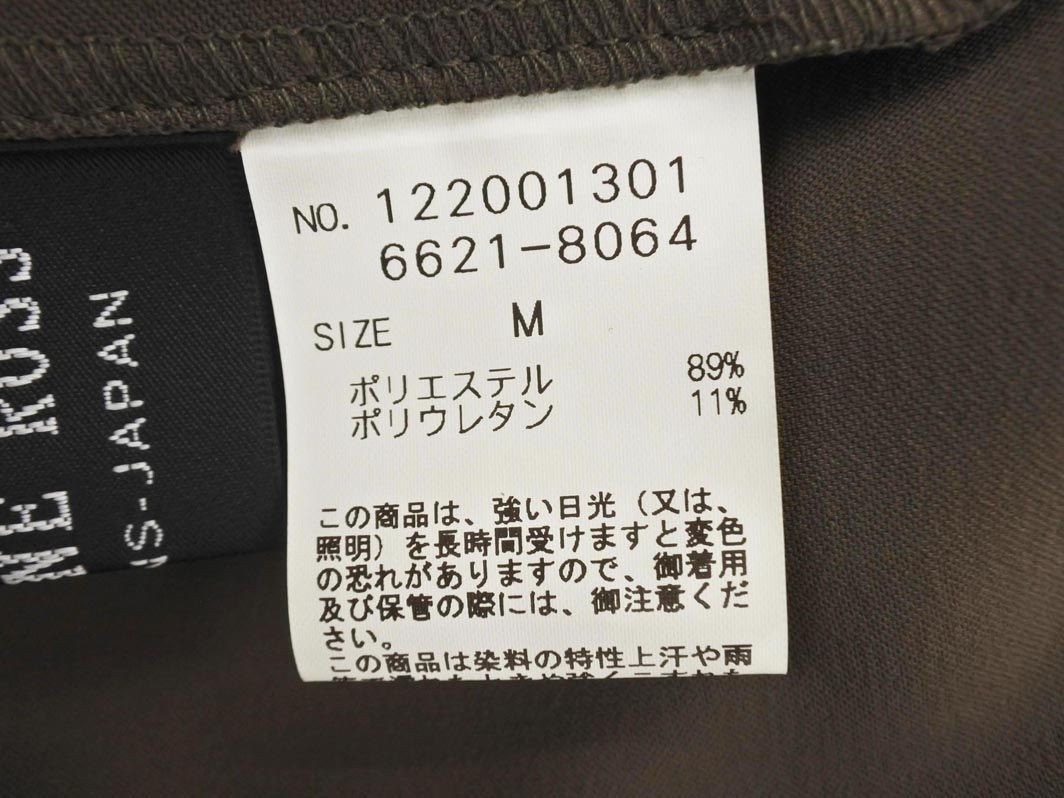 NO. 122001301
6621-8064
SIZE M
ポリエステル 89%
ポリウレタン 11%
この商品は、強い日光（又は、
照明）を長時間受けますと変色
の恐れがありますので、御着用
及び保管の際には、御注意くだ
さい。
この商品は染料の特性上汗や雨
S-JAPAN